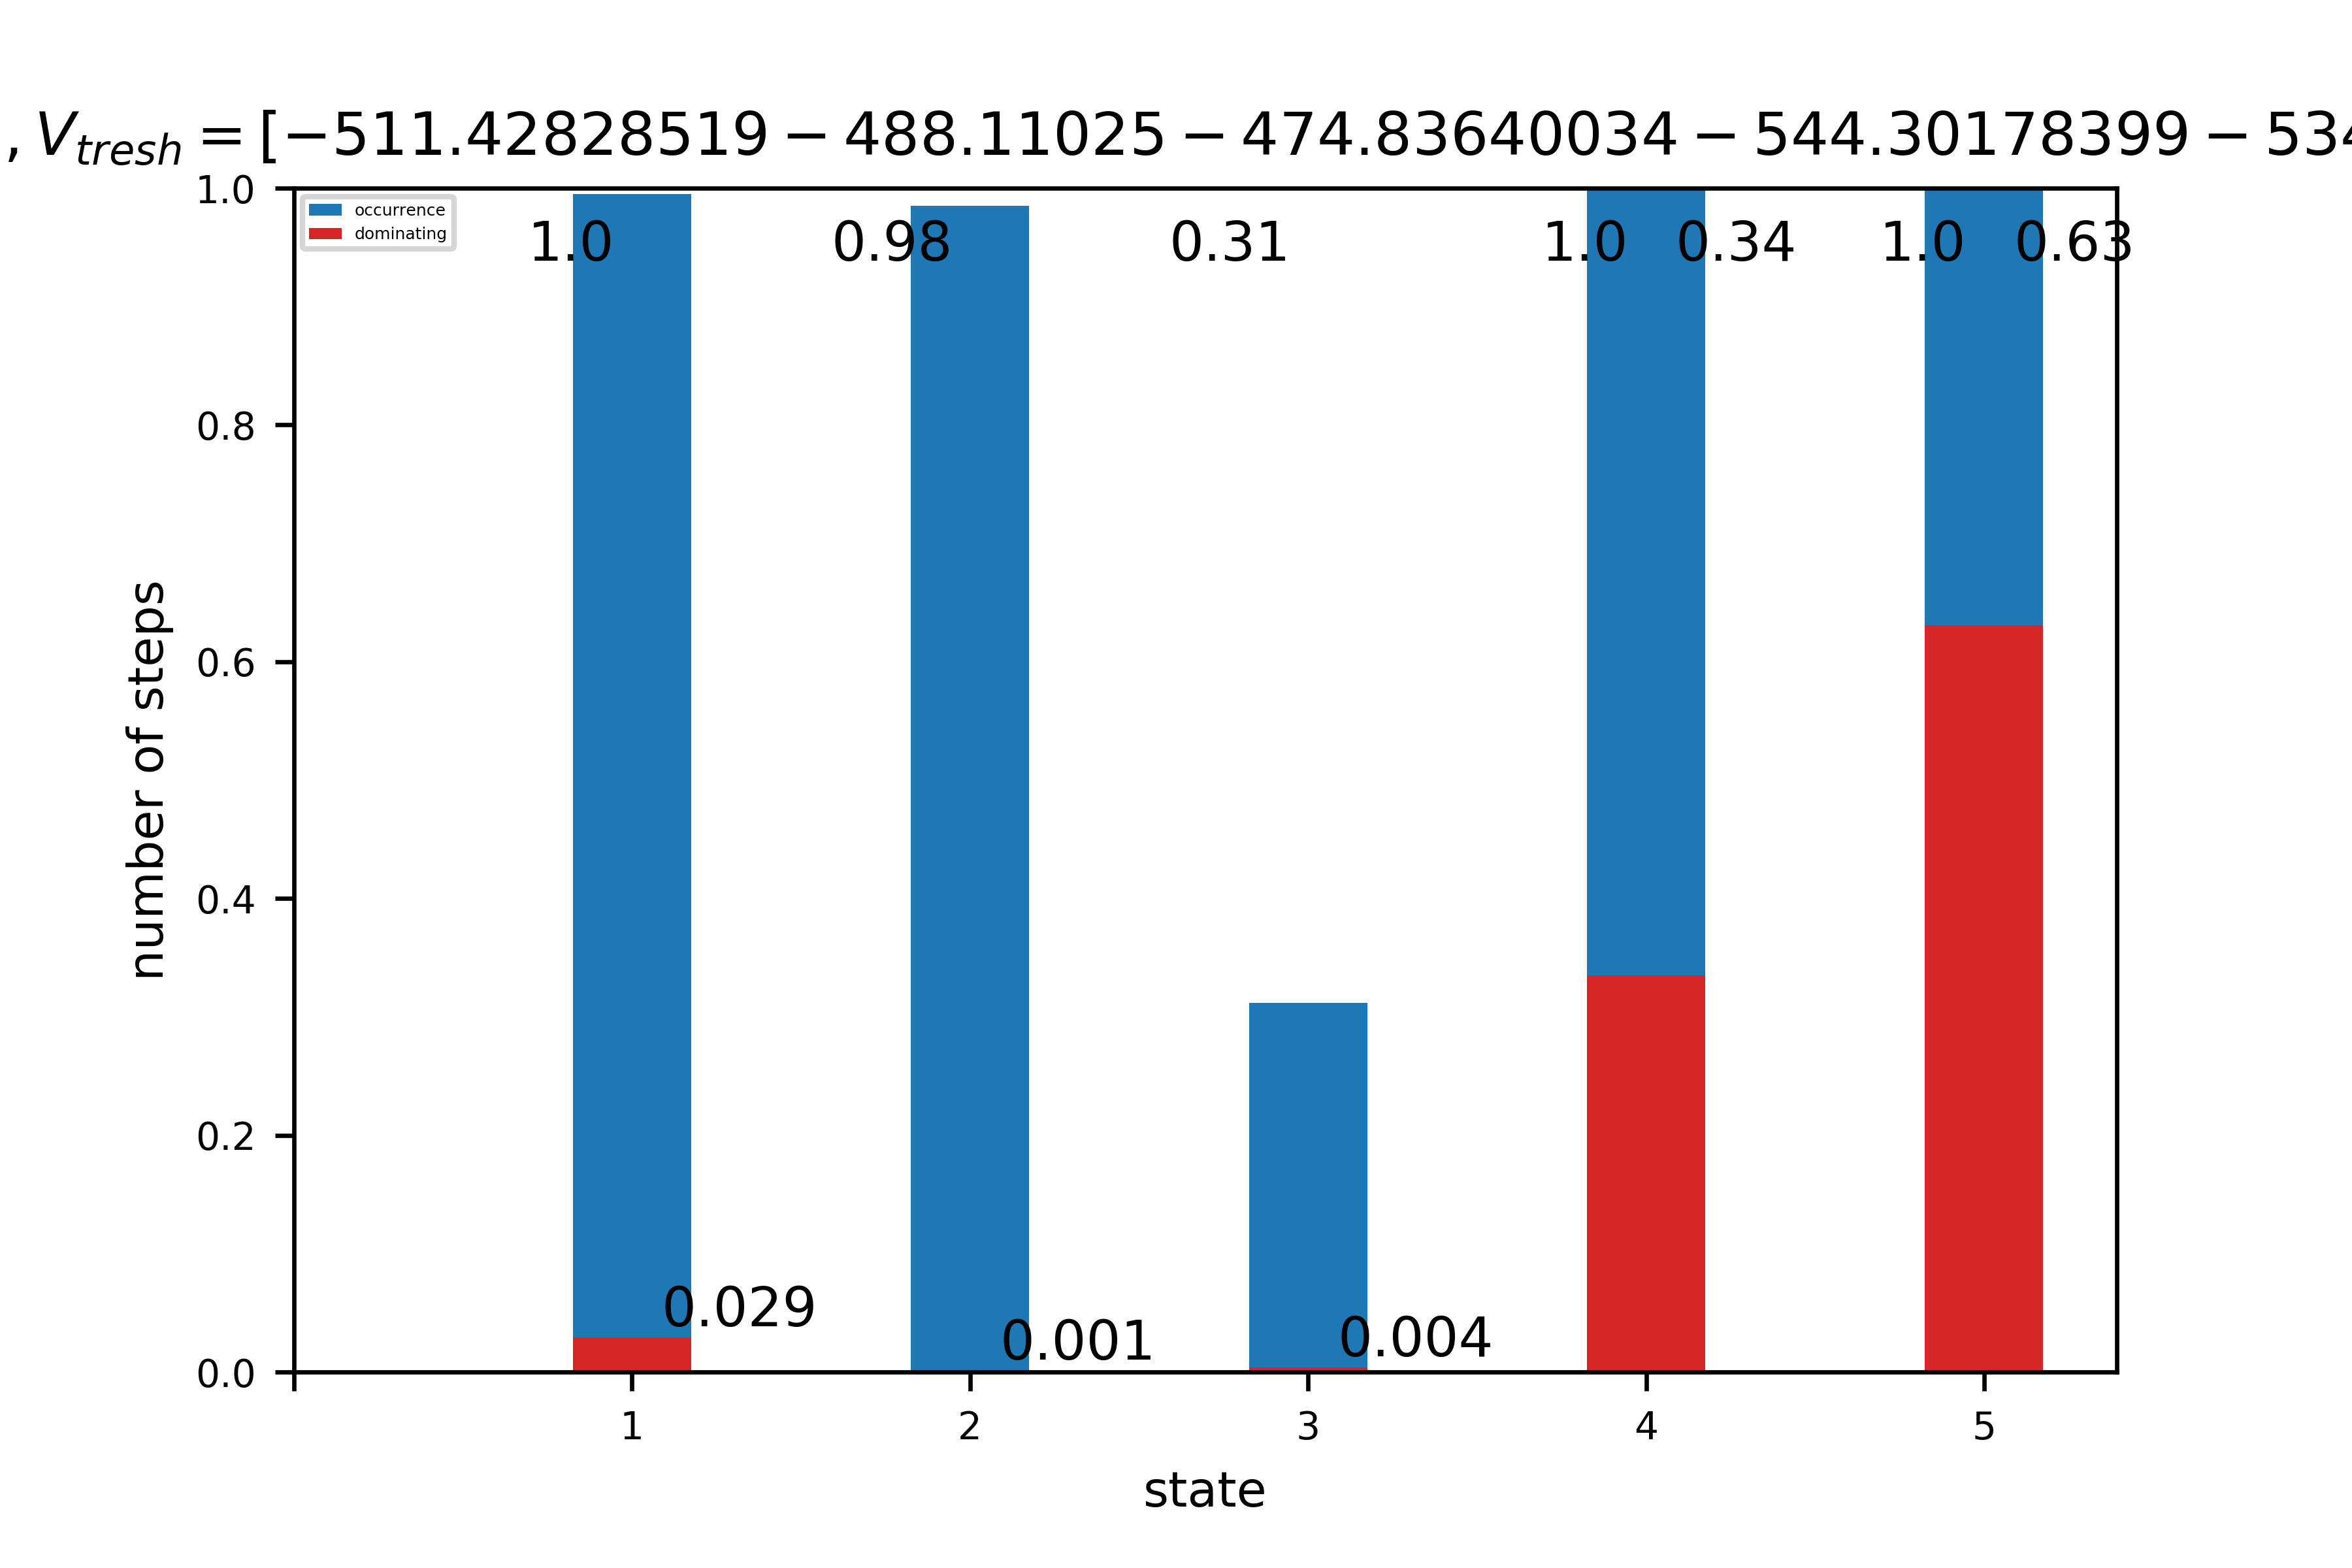 , V_tresh = [−511.42828519 − 488.11025 − 474.83640034 − 544.30178399 − 534
1.0
occurrence
dominating
1.0 0.98 0.31 1.0 0.34 1.0 0.63
0.8
0.6
0.4
0.2
0.029
0.001
0.004
0.0
number of steps
1 2 3 4 5
state